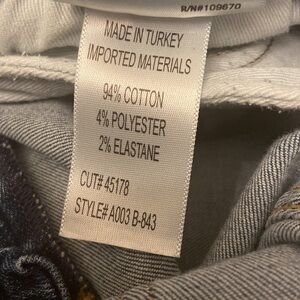 R/N#109670
MADE IN TURKEY
IMPORTED MATERIALS
94% COTTON
4% POLYESTER
2% ELASTANE
CUT# 45178
STYLE# A003 B-843